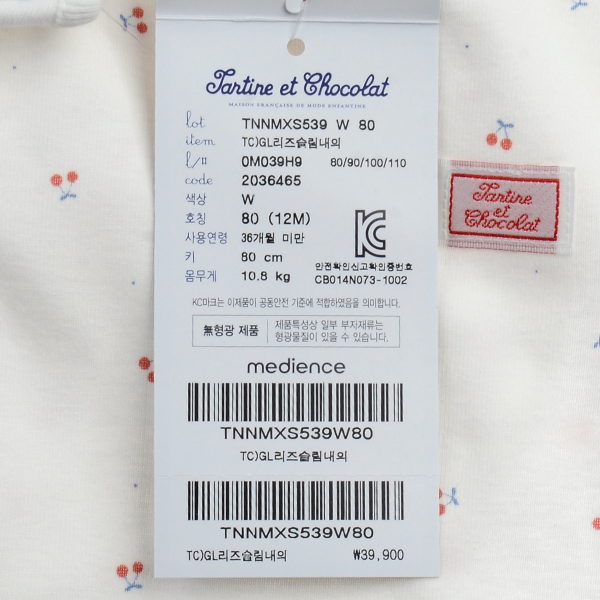 Tartine et Chocolat
MAISON FRANÇAISE DE MODE ENFANTINE
lot TNNMXS539 W 80
item TC)GL리즈슬림내의
l/# 0M039H9 80/90/100/110
code 2036465
색상 W
호칭 80 (12M)
사용연령 36개월 미만
키 80 cm
몸무게 10.8 kg
안전확인신고확인증번호
CB014N073-1002
KC마크는 이제품이 공통안전 기준에 적합하였음을 의미합니다.
無형광 제품
제품특성상 일부 부자재류는
형광물질이 있을 수 있습니다.
medience
TNNMXS539W80
TC)GL리즈슬림내의
TNNMXS539W80
TC)GL리즈슬림내의 ₩39,900
Tartine
et
Chocolat